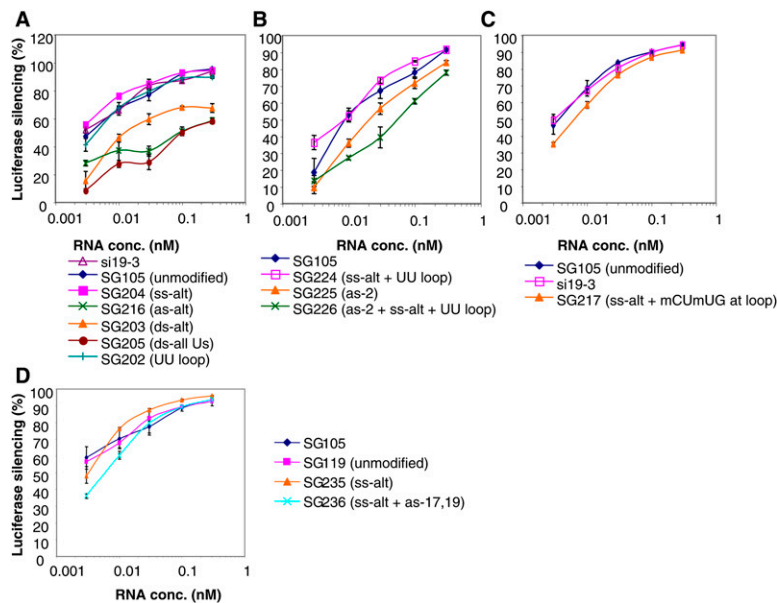 A
Luciferase silencing (%)
120
100
80
60
40
20
0
0.001 0.01 0.1 1
RNA conc. (nM)
si19-3
SG105 (unmodified)
SG204 (ss-alt)
SG216 (as-alt)
SG203 (ds-alt)
SG205 (ds-all Us)
SG202 (UU loop)
B
100
90
80
70
60
50
40
30
20
10
0
0.001 0.01 0.1 1
RNA conc. (nM)
SG105
SG224 (ss-alt + UU loop)
SG225 (as-2)
SG226 (as-2 + ss-alt + UU loop)
C
100
90
80
70
60
50
40
30
20
10
0
0.001 0.01 0.1 1
RNA conc. (nM)
SG105 (unmodified)
si19-3
SG217 (ss-alt + mCUmUG at loop)
D
Luciferase silencing (%)
100
90
80
70
60
50
40
30
20
10
0
0.001 0.01 0.1 1
RNA conc. (nM)
SG105
SG119 (unmodified)
SG235 (ss-alt)
SG236 (ss-alt + as-17,19)